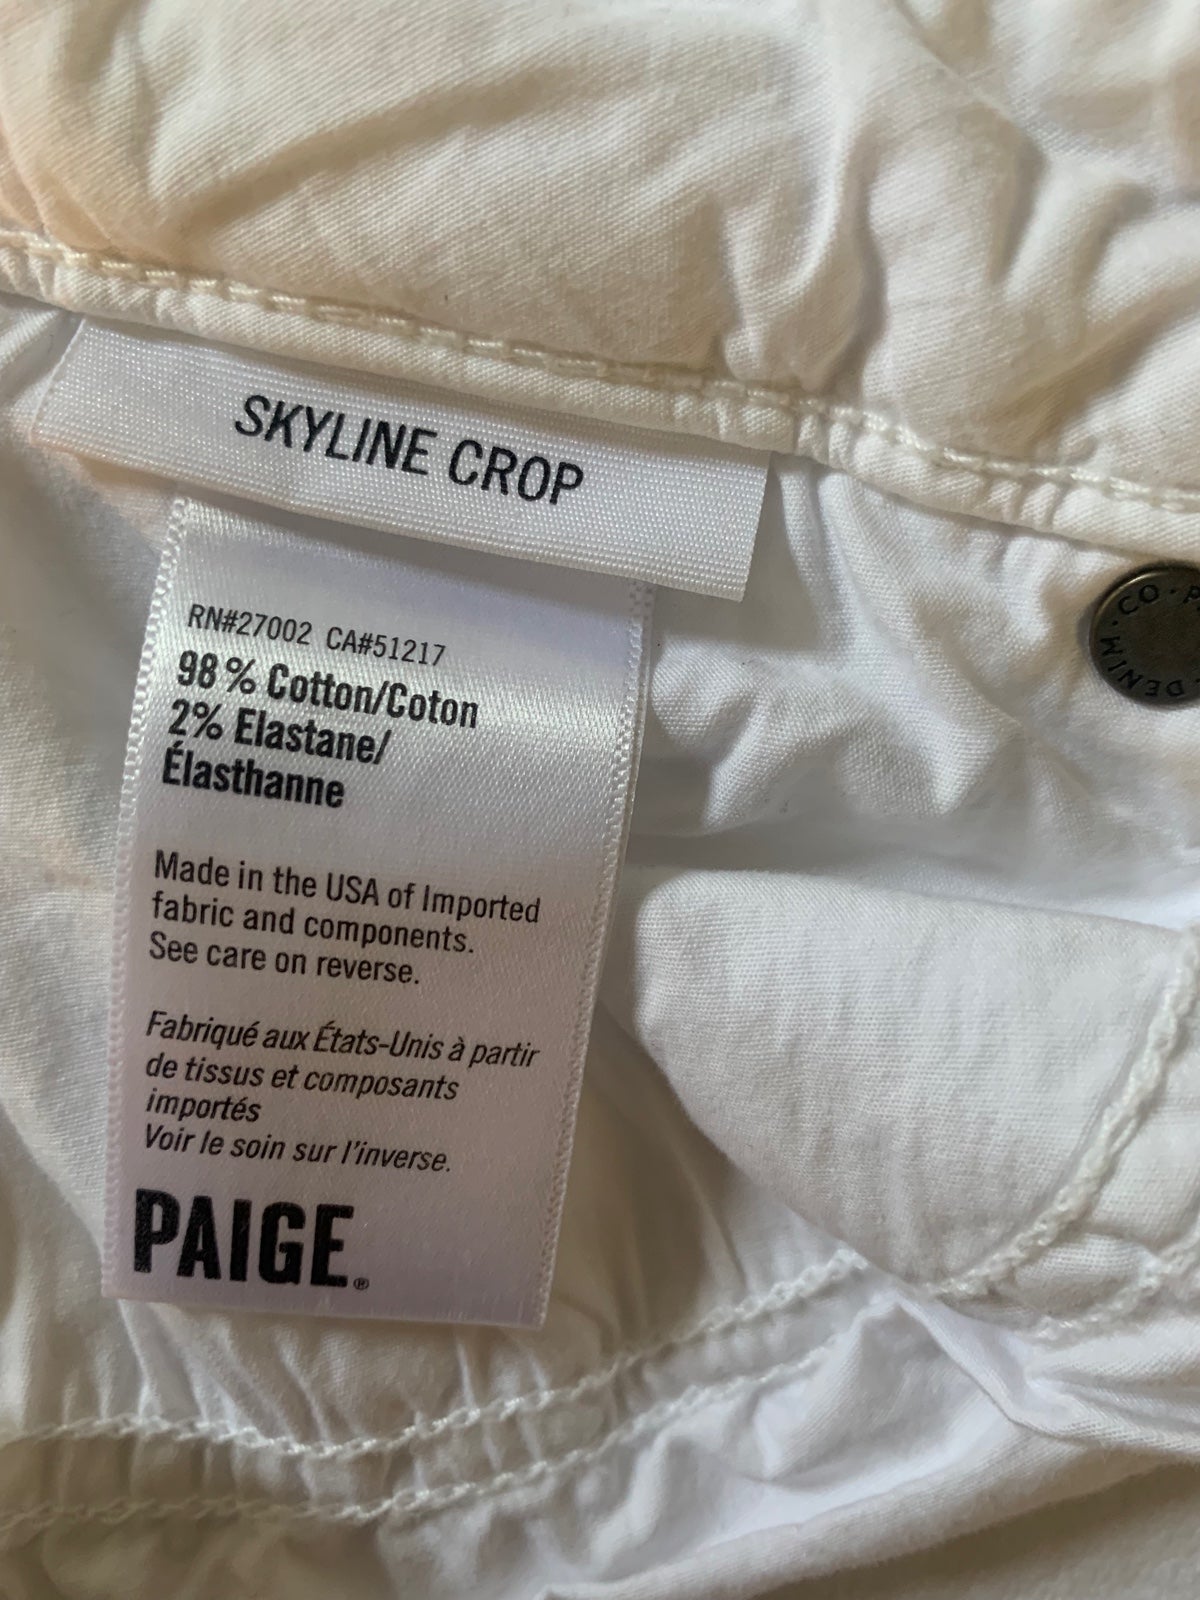 SKYLINE CROP
RN#27002 CA#51217
98% Cotton/Coton
2% Elastane/
Élasthanne
Made in the USA of Imported
fabric and components.
See care on reverse.
Fabriqué aux États-Unis à partir
de tissus et composants
importés
Voir le soin sur l'inverse.
PAIGE®
DENIM · CO ·